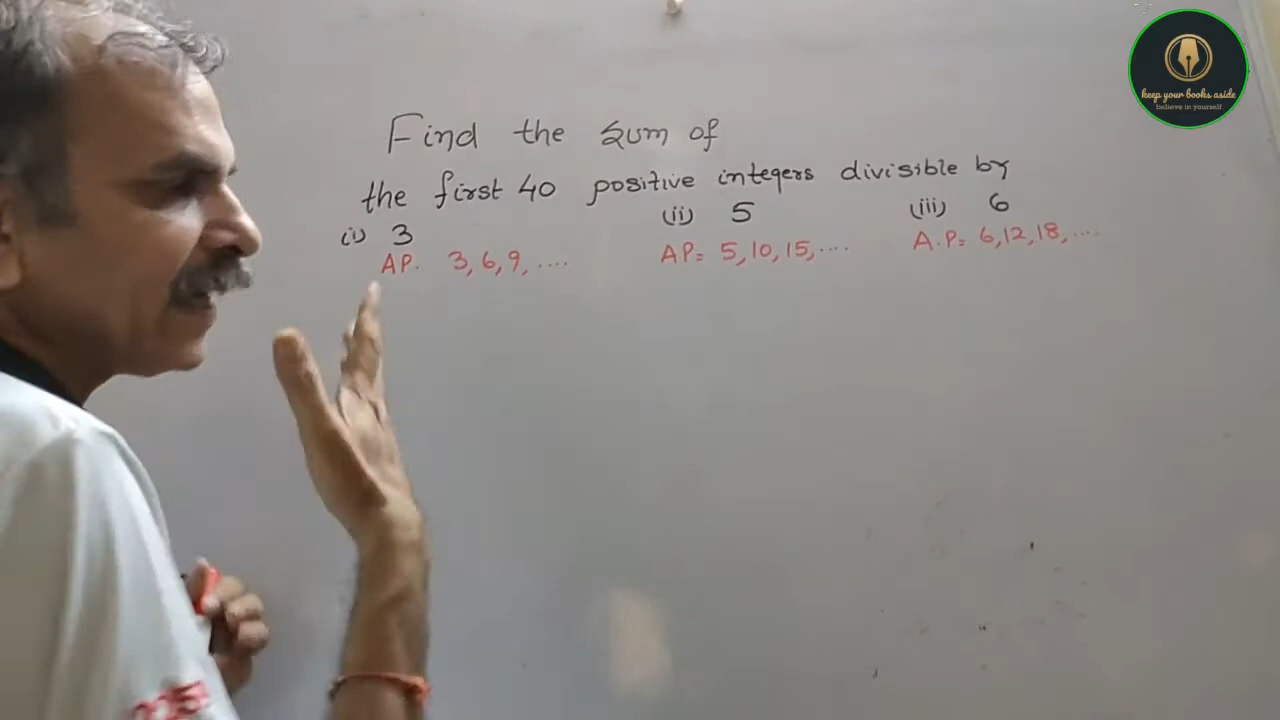 keep your books aside
believe in yourself
Find the sum of
the first 40 positive integers divisible by
(i) 3 (ii) 5 (iii) 6
AP. 3, 6, 9, .... AP= 5, 10, 15, .... A.P= 6, 12, 18, ....